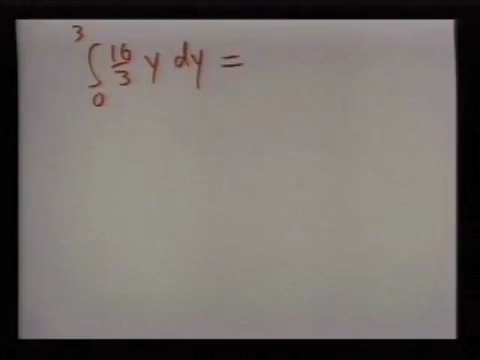 ∫₀³ 16/3 y dy =